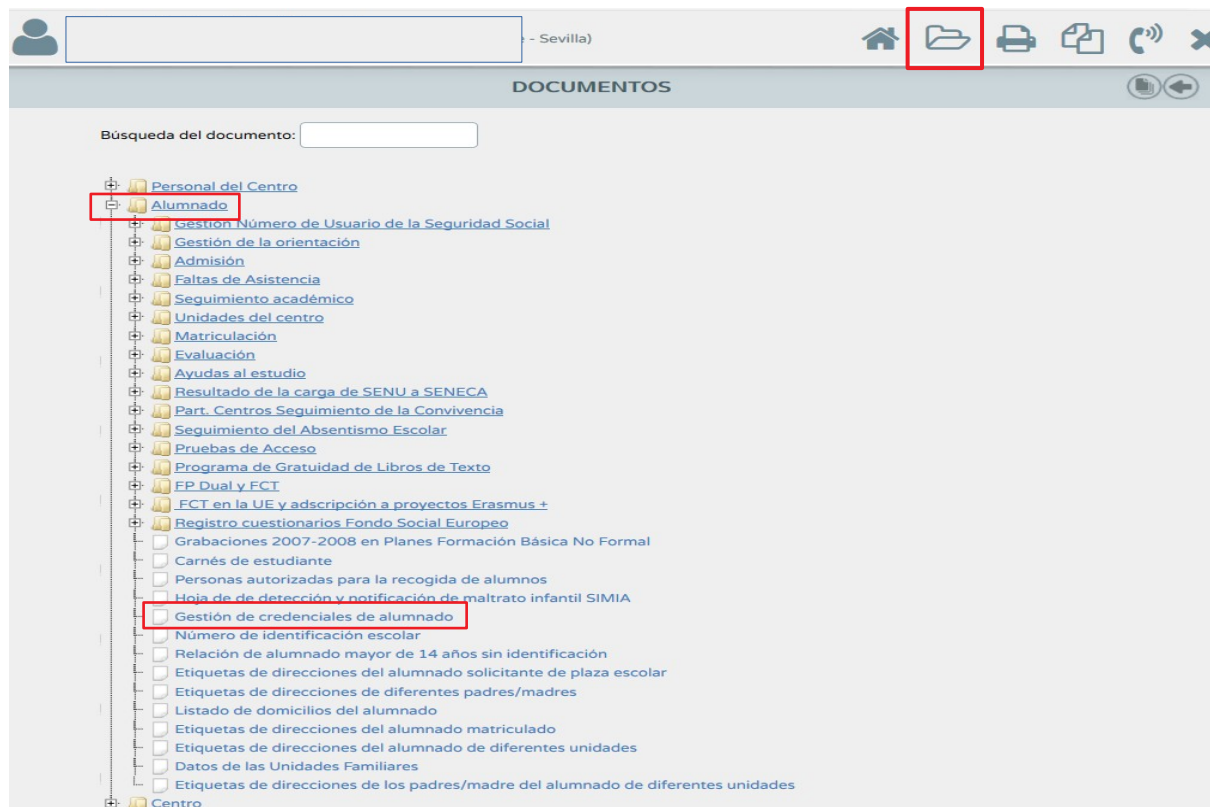 - Sevilla)
DOCUMENTOS
Búsqueda del documento:
Personal del Centro
Alumnado
Gestión Número de Usuario de la Seguridad Social
Gestión de la orientación
Admisión
Faltas de Asistencia
Seguimiento académico
Unidades del centro
Matriculación
Evaluación
Ayudas al estudio
Resultado de la carga de SENU a SENECA
Part. Centros Seguimiento de la Convivencia
Seguimiento del Absentismo Escolar
Pruebas de Acceso
Programa de Gratuidad de Libros de Texto
FP Dual y FCT
FCT en la UE y adscripción a proyectos Erasmus +
Registro cuestionarios Fondo Social Europeo
Grabaciones 2007-2008 en Planes Formación Básica No Formal
Carnés de estudiante
Personas autorizadas para la recogida de alumnos
Hoja de de detección y notificación de maltrato infantil SIMIA
Gestión de credenciales de alumnado
Número de identificación escolar
Relación de alumnado mayor de 14 años sin identificación
Etiquetas de direcciones del alumnado solicitante de plaza escolar
Etiquetas de direcciones de diferentes padres/madres
Listado de domicilios del alumnado
Etiquetas de direcciones del alumnado matriculado
Etiquetas de direcciones del alumnado de diferentes unidades
Datos de las Unidades Familiares
Etiquetas de direcciones de los padres/madre del alumnado de diferentes unidades
Centro